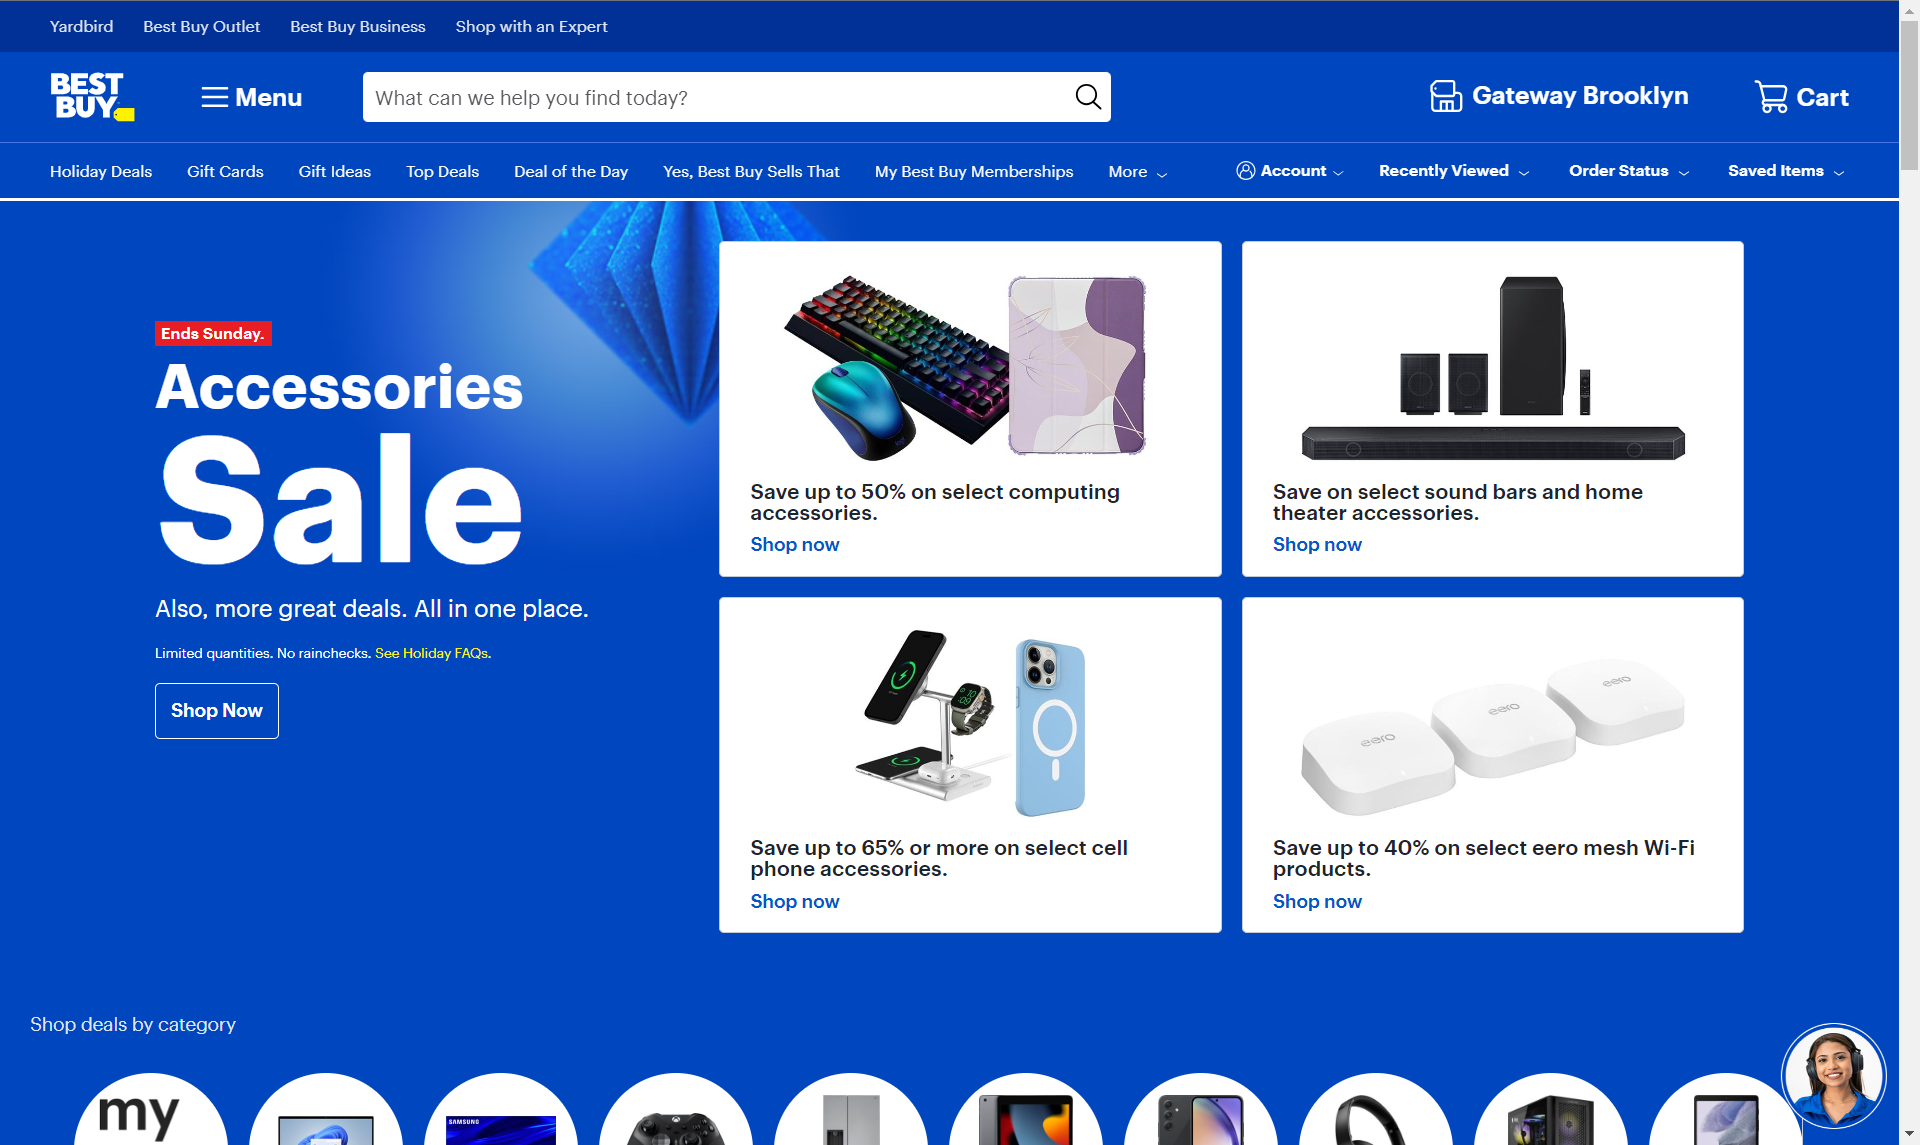 Yardbird Best Buy Outlet Best Buy Business Shop with an Expert
BEST
BUY
Menu
What can we help you find today?
Gateway Brooklyn
Cart
Holiday Deals Gift Cards Gift Ideas Top Deals Deal of the Day Yes, Best Buy Sells That My Best Buy Memberships More Account Recently Viewed Order Status Saved Items
Ends Sunday.
Accessories
Sale
Also, more great deals. All in one place.
Limited quantities. No rainchecks. See Holiday FAQs.
Shop Now
Save up to 50% on select computing
accessories.
Shop now
Save on select sound bars and home
theater accessories.
Shop now
Save up to 65% or more on select cell
phone accessories.
Shop now
eero
eero
eero
Save up to 40% on select eero mesh Wi-Fi
products.
Shop now
Shop deals by category
my
SAMSUNG